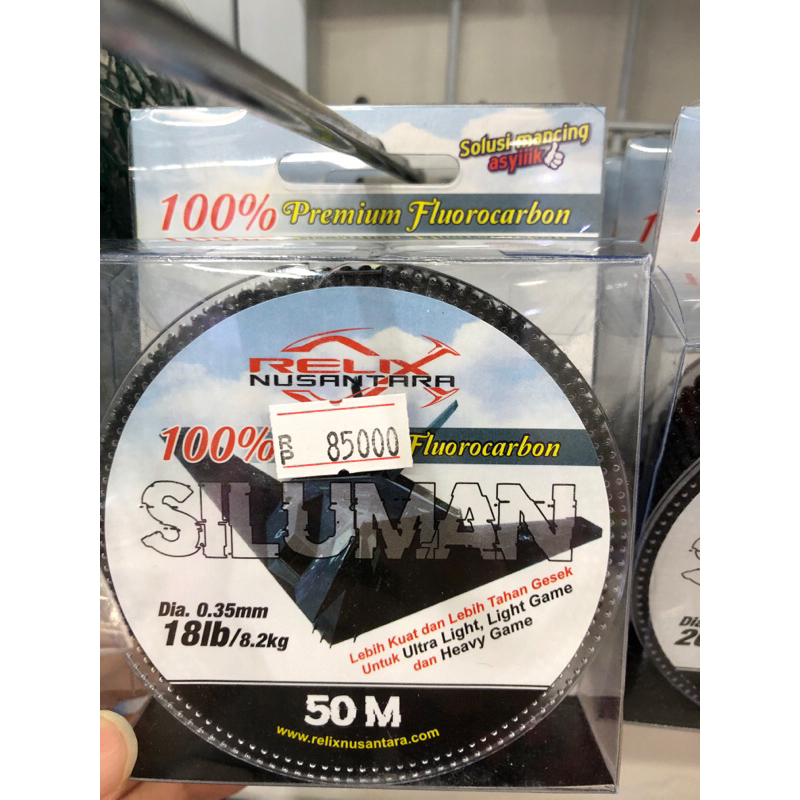 Solusi mancing
asyiiik
100% Premium Fluorocarbon
RELIX
NUSANTARA
RP 85000
100% Fluorocarbon
SILUMAN
Dia. 0.35mm
18lb/8.2kg
Lebih Kuat dan Lebih Tahan Gesek
Untuk Ultra Light, Light Game
dan Heavy Game
50 M
www.relixnusantara.com